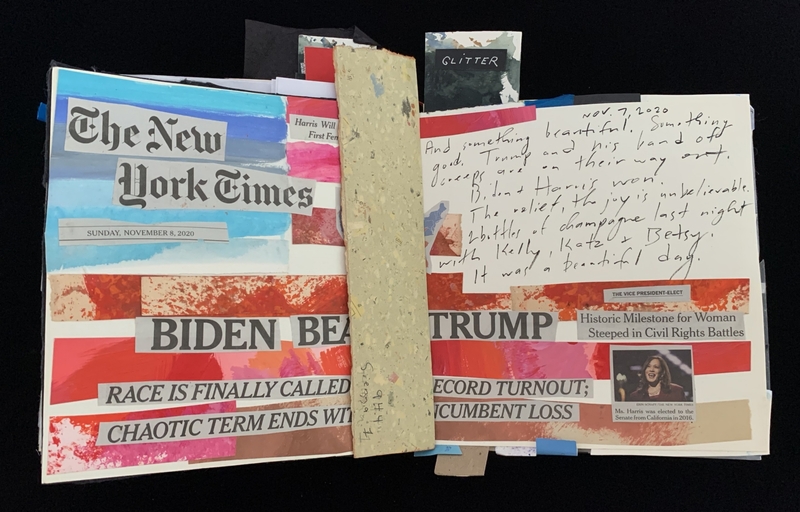 GLITTER
The New
York Times
SUNDAY, NOVEMBER 8, 2020
Harris Will
First Fem
NOV. 7, 2020
And something beautiful. Something
good. Trump and his band of
creeps are on their way out.
Biden & Harris won.
The relief, the joy is unbelievable.
2 bottles of champagne last night
with Kelly, Katz & Betsy.
It was a beautiful day.
THE VICE PRESIDENT-ELECT
Historic Milestone for Woman
Steeped in Civil Rights Battles
BIDEN BEA TRUMP
RACE IS FINALLY CALLED ECORD TURNOUT;
CHAOTIC TERM ENDS WIT NCUMBENT LOSS
Ms. Harris was elected to the
Senate from California in 2016.